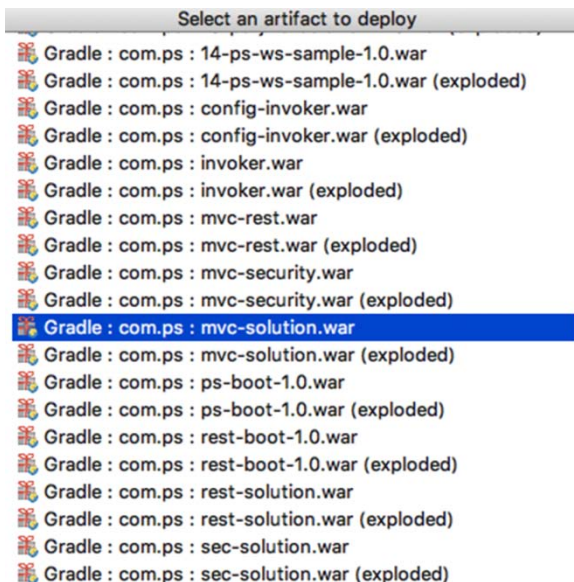 Select an artifact to deploy
Gradle : com.ps : 14-ps-ws-sample-1.0.war
Gradle : com.ps : 14-ps-ws-sample-1.0.war (exploded)
Gradle : com.ps : config-invoker.war
Gradle : com.ps : config-invoker.war (exploded)
Gradle : com.ps : invoker.war
Gradle : com.ps : invoker.war (exploded)
Gradle : com.ps : mvc-rest.war
Gradle : com.ps : mvc-rest.war (exploded)
Gradle : com.ps : mvc-security.war
Gradle : com.ps : mvc-security.war (exploded)
Gradle : com.ps : mvc-solution.war
Gradle : com.ps : mvc-solution.war (exploded)
Gradle : com.ps : ps-boot-1.0.war
Gradle : com.ps : ps-boot-1.0.war (exploded)
Gradle : com.ps : rest-boot-1.0.war
Gradle : com.ps : rest-boot-1.0.war (exploded)
Gradle : com.ps : rest-solution.war
Gradle : com.ps : rest-solution.war (exploded)
Gradle : com.ps : sec-solution.war
Gradle : com.ps : sec-solution.war (exploded)